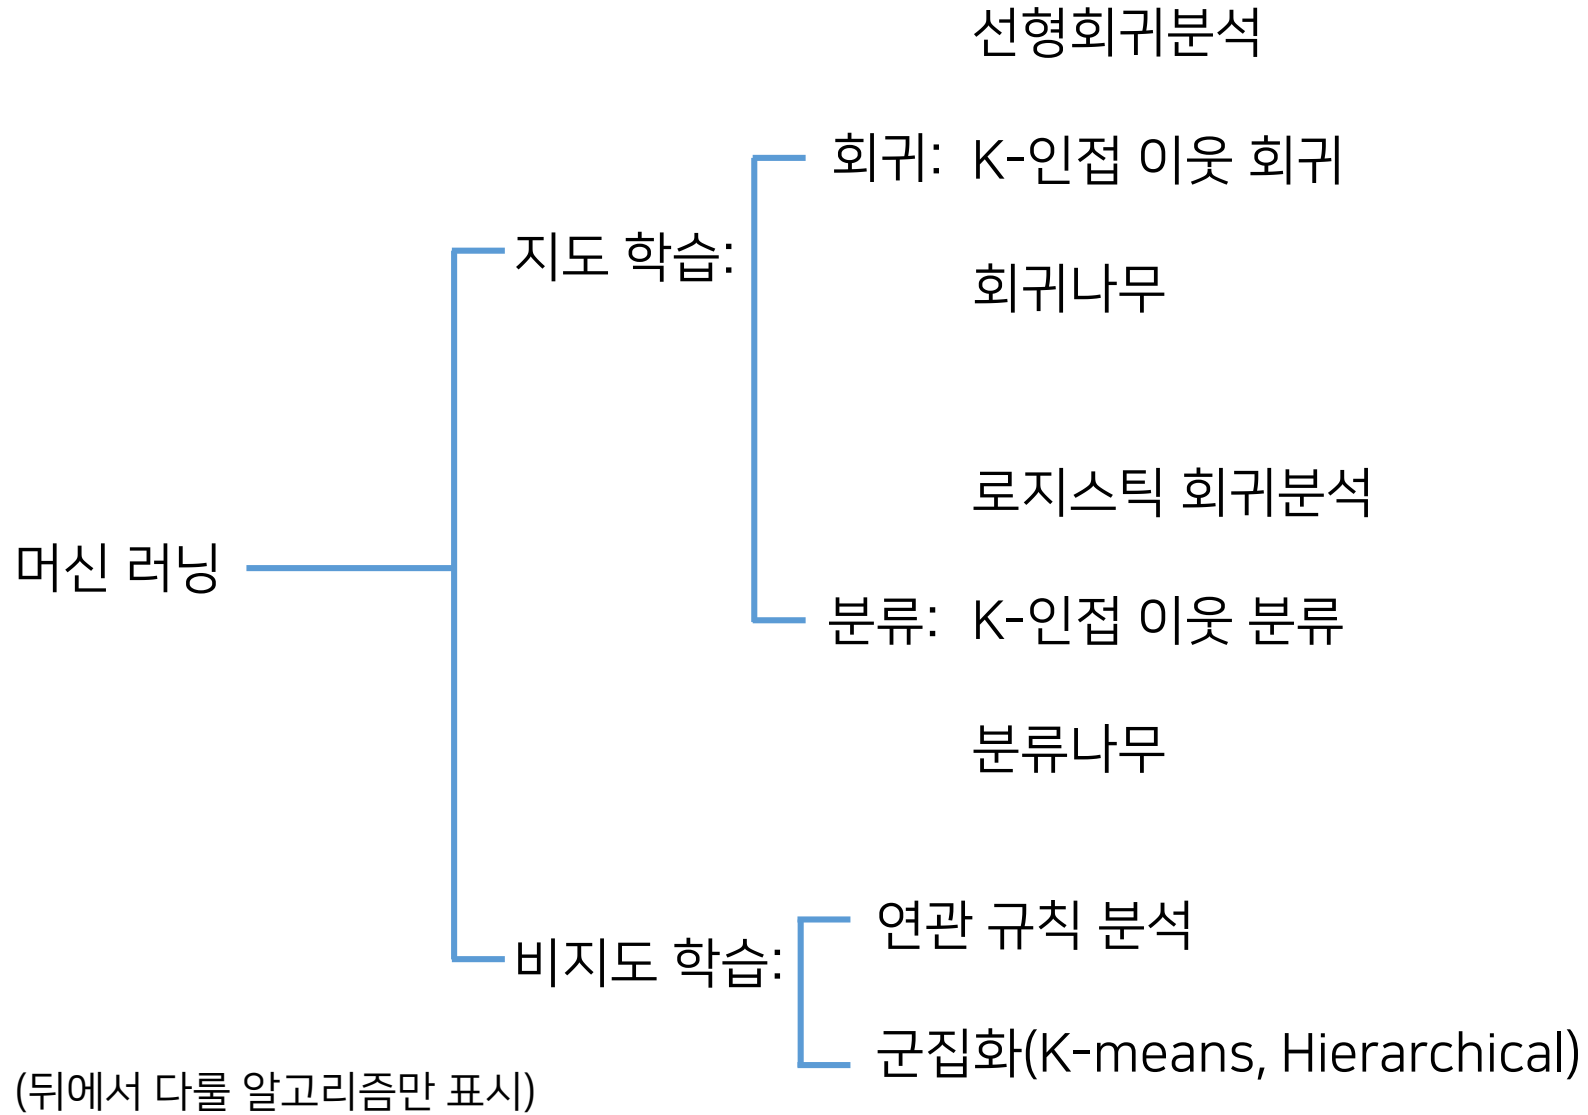 머신 러닝
지도 학습:
회귀:
선형회귀분석
K-인접 이웃 회귀
회귀나무
분류:
로지스틱 회귀분석
K-인접 이웃 분류
분류나무
비지도 학습:
연관 규칙 분석
군집화(K-means, Hierarchical)
(뒤에서 다룰 알고리즘만 표시)